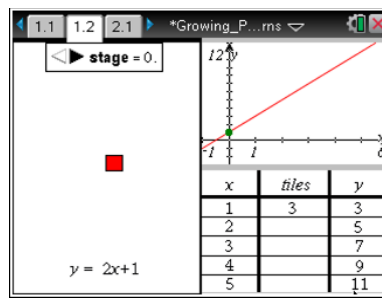 1.1 1.2 2.1 *Growing_P...rns
stage = 0.
y = 2x+1
12 y
-1 1 6
x tiles y
1 3 3
2 5
3 7
4 9
5 11